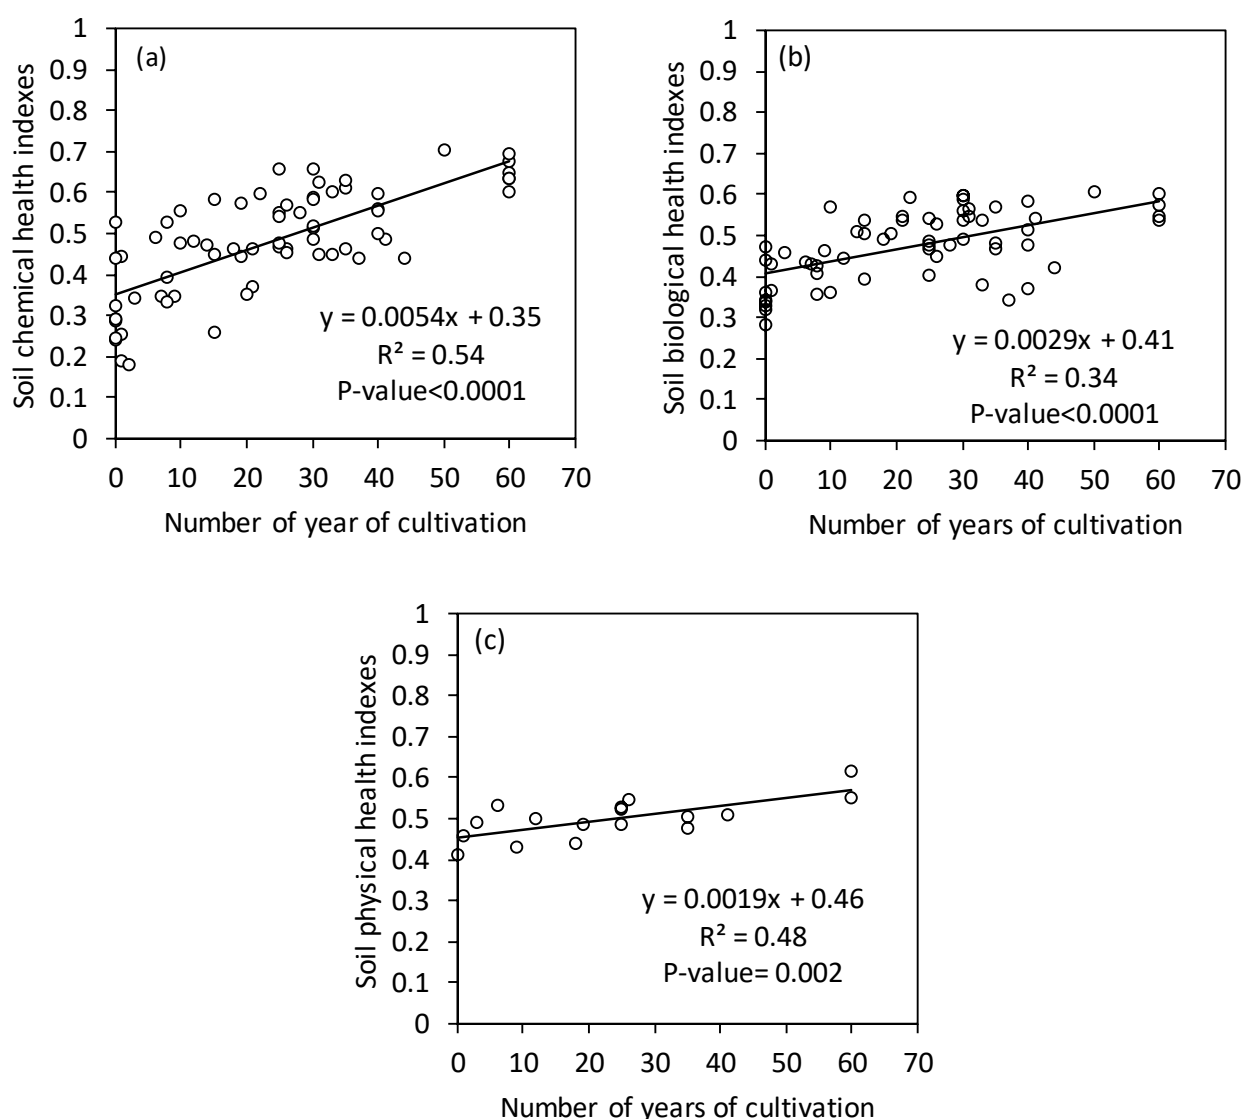 (a)
Soil chemical health indexes
1
0.9
0.8
0.7
0.6
0.5
0.4
0.3
0.2
0.1
0
y = 0.0054x + 0.35
R² = 0.54
P-value<0.0001
0 10 20 30 40 50 60 70
Number of year of cultivation
(b)
Soil biological health indexes
1
0.9
0.8
0.7
0.6
0.5
0.4
0.3
0.2
0.1
0
y = 0.0029x + 0.41
R² = 0.34
P-value<0.0001
0 10 20 30 40 50 60 70
Number of years of cultivation
(c)
Soil physical health indexes
1
0.9
0.8
0.7
0.6
0.5
0.4
0.3
0.2
0.1
0
y = 0.0019x + 0.46
R² = 0.48
P-value= 0.002
0 10 20 30 40 50 60 70
Number of years of cultivation